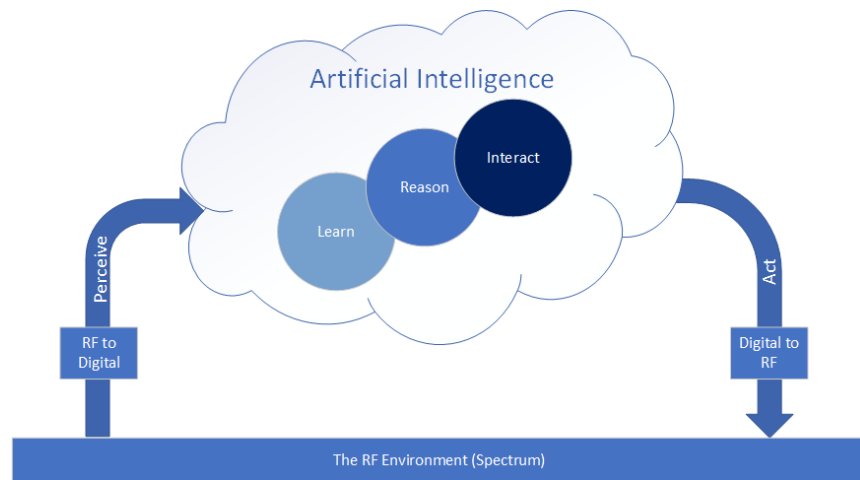 Artificial Intelligence
Interact
Reason
Learn
Perceive
Act
RF to
Digital
Digital to
RF
The RF Environment (Spectrum)